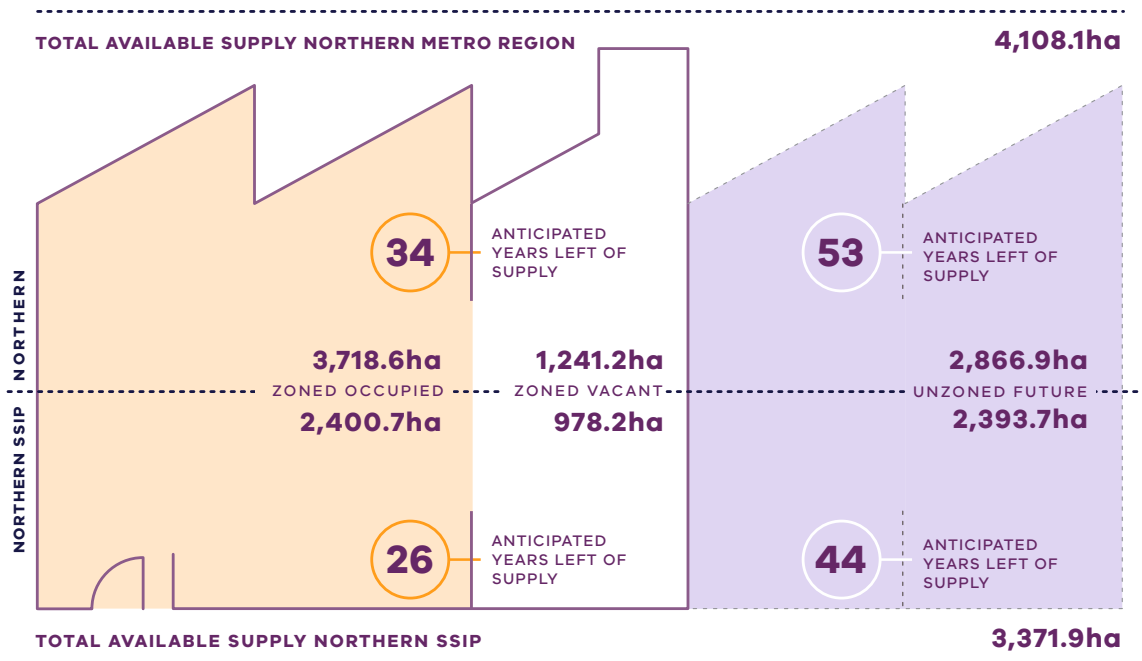 TOTAL AVAILABLE SUPPLY NORTHERN METRO REGION
4,108.1ha
34
ANTICIPATED
YEARS LEFT OF
SUPPLY
53
ANTICIPATED
YEARS LEFT OF
SUPPLY
NORTHERN
3,718.6ha
1,241.2ha
2,866.9ha
ZONED OCCUPIED
ZONED VACANT
UNZONED FUTURE
NORTHERN SSIP
2,400.7ha
978.2ha
2,393.7ha
26
ANTICIPATED
YEARS LEFT OF
SUPPLY
44
ANTICIPATED
YEARS LEFT OF
SUPPLY
TOTAL AVAILABLE SUPPLY NORTHERN SSIP
3,371.9ha